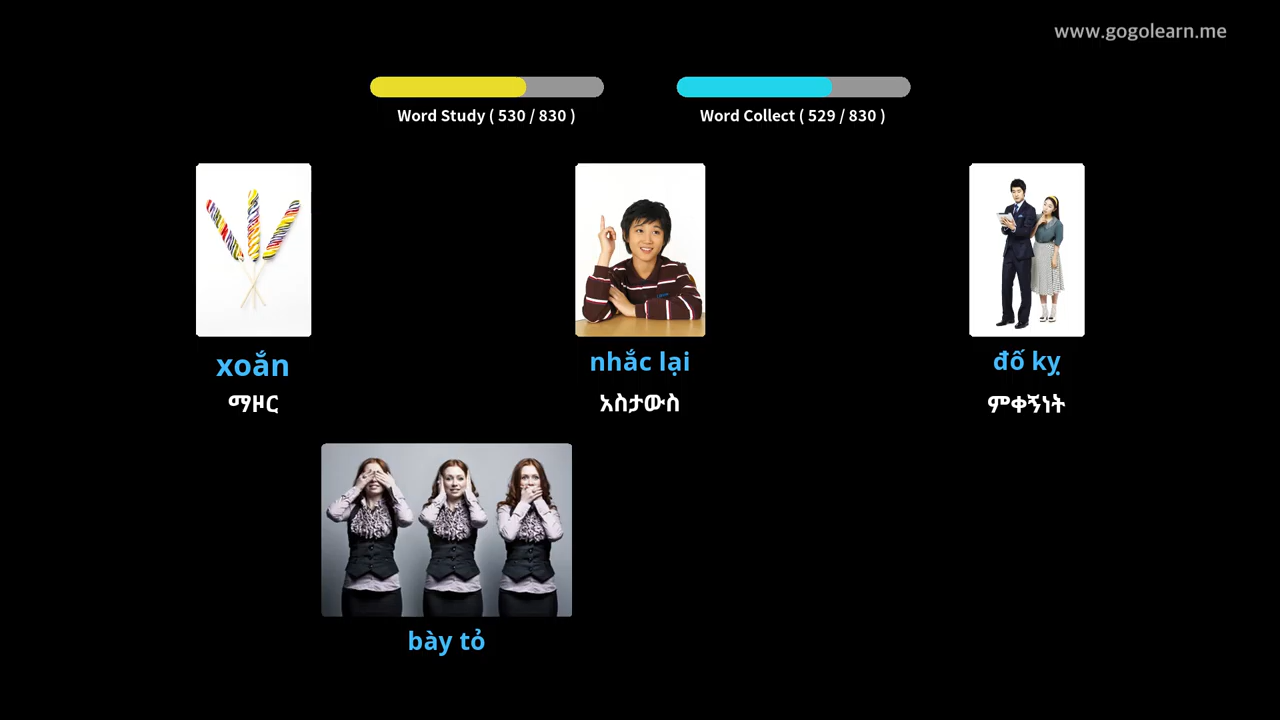 www.gogolearn.me
Word Study ( 530 / 830 )
Word Collect ( 529 / 830 )
xoắn
ማዞር
nhắc lại
አስታውስ
đố kỵ
ምቀኝነት
bày tỏ